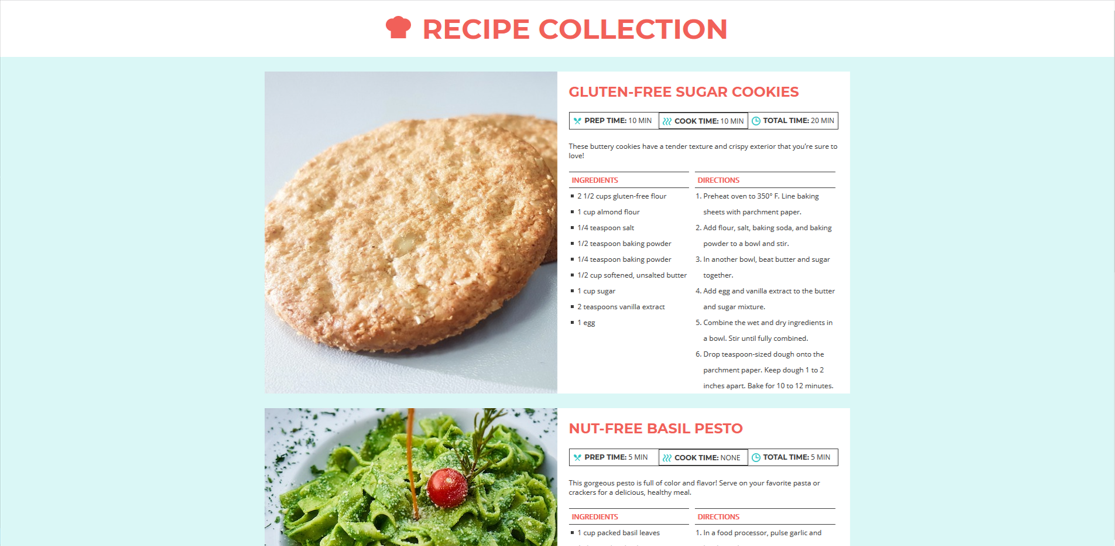 RECIPE COLLECTION
GLUTEN-FREE SUGAR COOKIES
PREP TIME: 10 MIN COOK TIME: 10 MIN TOTAL TIME: 20 MIN
These buttery cookies have a tender texture and crispy exterior that you're sure to
love!
INGREDIENTS
2 1/2 cups gluten-free flour
1 cup almond flour
1/4 teaspoon salt
1/2 teaspoon baking powder
1/4 teaspoon baking powder
1/2 cup softened, unsalted butter
1 cup sugar
2 teaspoons vanilla extract
1 egg
DIRECTIONS
1. Preheat oven to 350° F. Line baking
sheets with parchment paper.
2. Add flour, salt, baking soda, and baking
powder to a bowl and stir.
3. In another bowl, beat butter and sugar
together.
4. Add egg and vanilla extract to the butter
and sugar mixture.
5. Combine the wet and dry ingredients in
a bowl. Stir until fully combined.
6. Drop teaspoon-sized dough onto the
parchment paper. Keep dough 1 to 2
inches apart. Bake for 10 to 12 minutes.
NUT-FREE BASIL PESTO
PREP TIME: 5 MIN COOK TIME: NONE TOTAL TIME: 5 MIN
This gorgeous pesto is full of color and flavor! Serve on your favorite pasta or
crackers for a delicious, healthy meal.
INGREDIENTS
1 cup packed basil leaves
DIRECTIONS
1. In a food processor, pulse garlic and